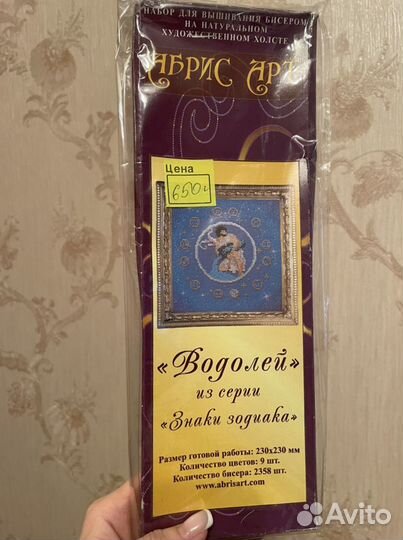 НАБОР ДЛЯ ВЫШИВАНИЯ БИСЕРОМ
НА НАТУРАЛЬНОМ
ХУДОЖЕСТВЕННОМ ХОЛСТЕ
АБРИС АРТ
Цена
650
«Водолей»
из серии
«Знаки зодиака»
Размер готовой работы: 230х230 мм
Количество цветов: 9 шт.
Количество бисера: 2358 шт.
www.abrisart.com
Avito